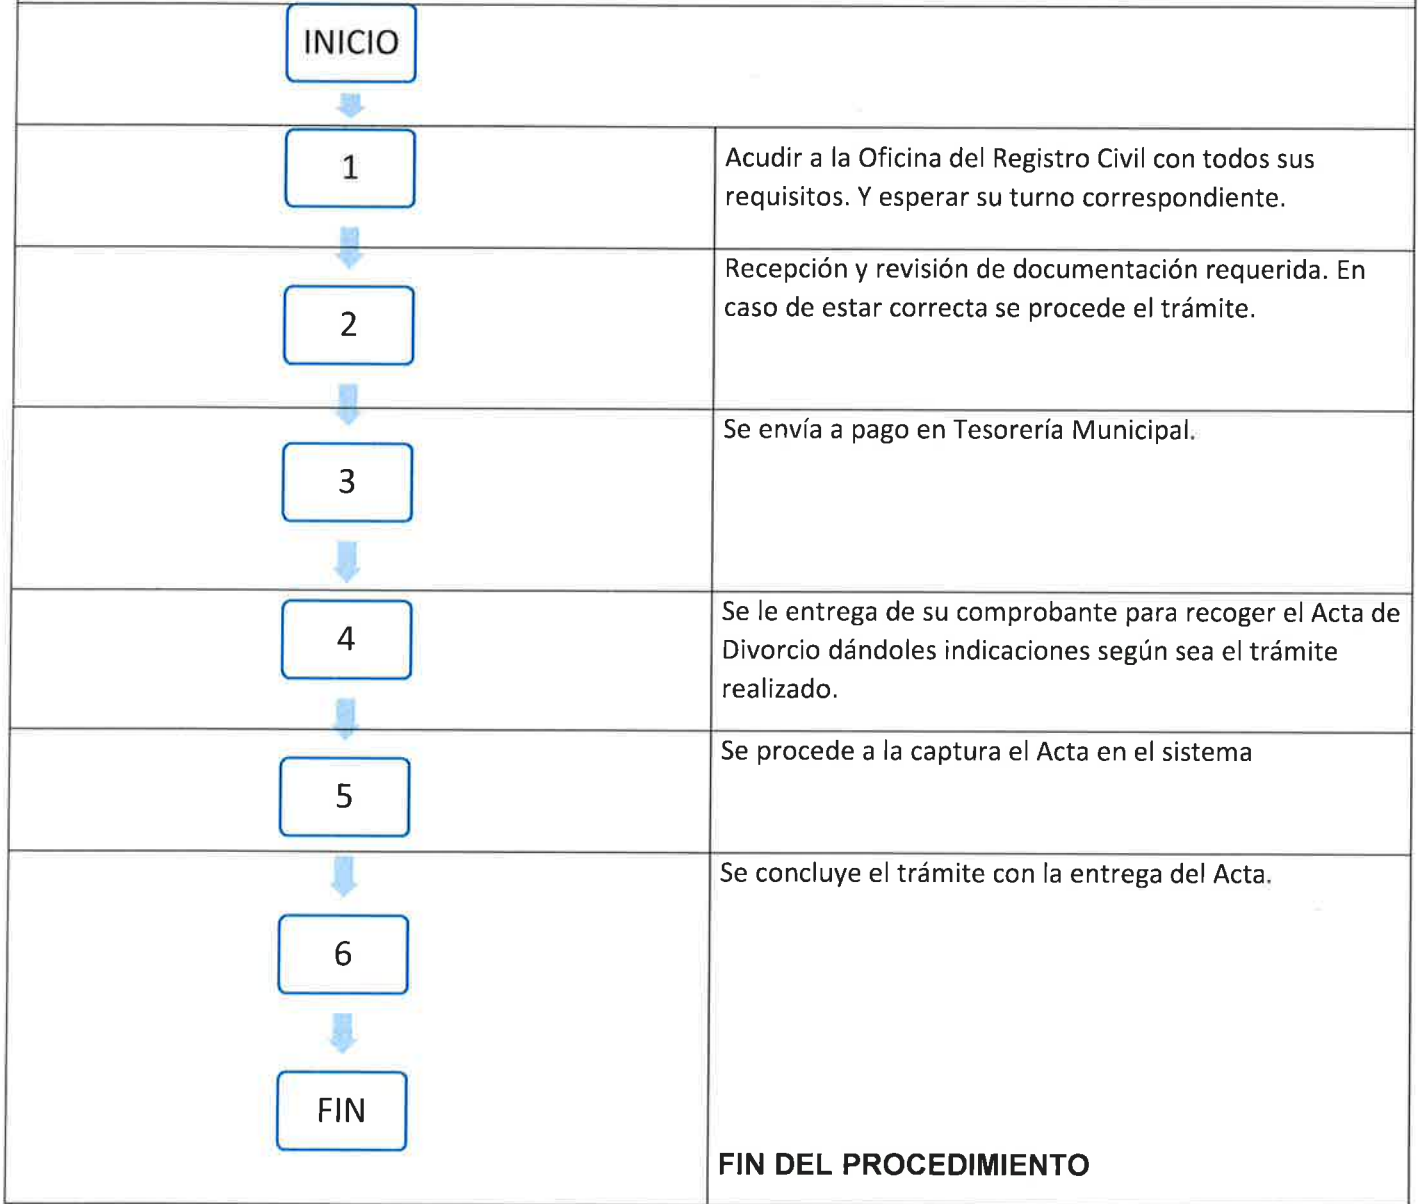 INICIO
1
Acudir a la Oficina del Registro Civil con todos sus
requisitos. Y esperar su turno correspondiente.
2
Recepción y revisión de documentación requerida. En
caso de estar correcta se procede el trámite.
3
Se envía a pago en Tesorería Municipal.
4
Se le entrega de su comprobante para recoger el Acta de
Divorcio dándoles indicaciones según sea el trámite
realizado.
5
Se procede a la captura el Acta en el sistema
6
Se concluye el trámite con la entrega del Acta.
FIN
FIN DEL PROCEDIMIENTO